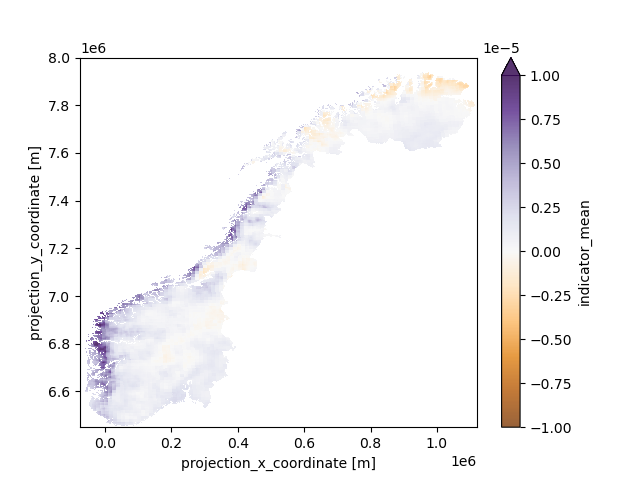 1e6
8.0
7.8
7.6
7.4
7.2
7.0
6.8
6.6
projection_y_coordinate [m]
0.0 0.2 0.4 0.6 0.8 1.0
1e6
projection_x_coordinate [m]
1e−5
1.00
0.75
0.50
0.25
0.00
−0.25
−0.50
−0.75
−1.00
indicator_mean